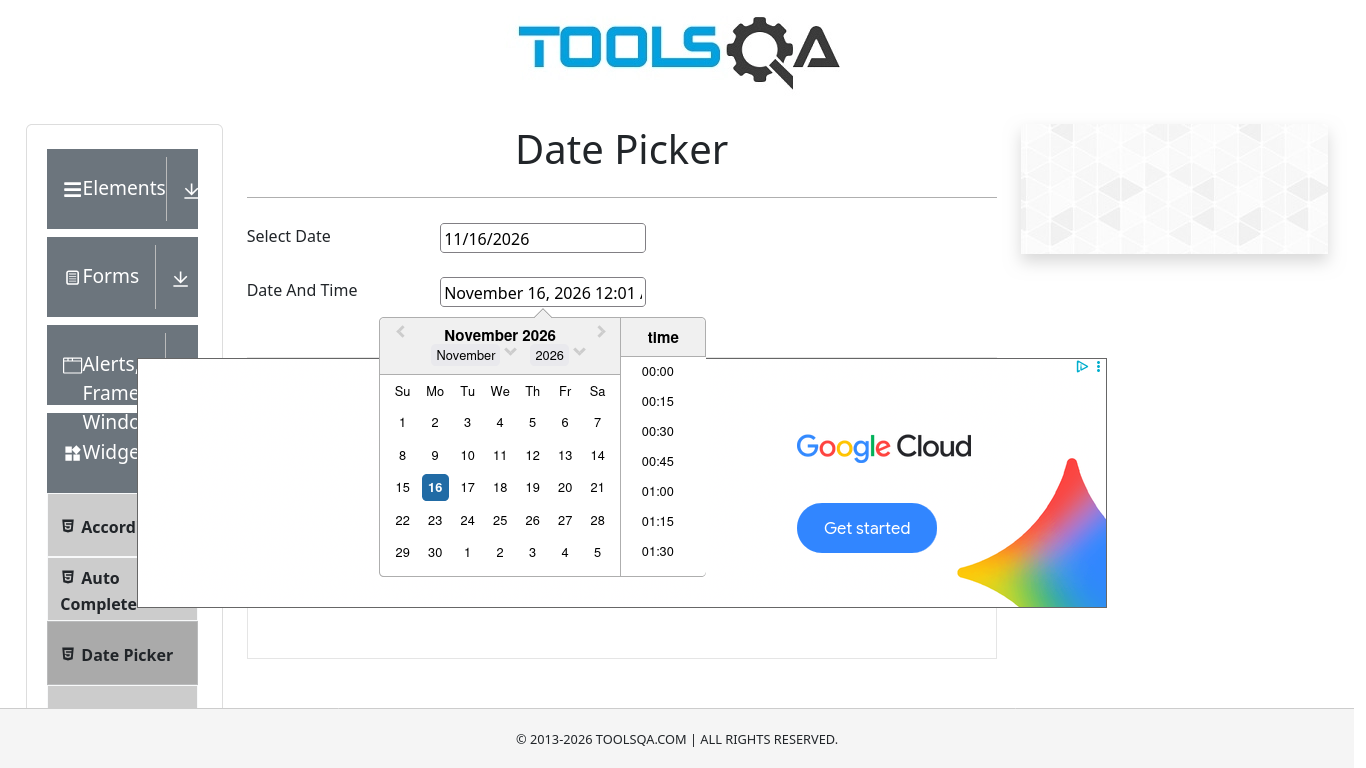 TOOLSQA
Date Picker
Elements
Forms
Alerts,
Frame
Windo
Widge
Accord
Auto
Complete
Date Picker
Select Date
11/16/2026
Date And Time
November 16, 2026 12:01
November 2026
November
2026
Su Mo Tu We Th Fr Sa
1 2 3 4 5 6 7
8 9 10 11 12 13 14
15 16 17 18 19 20 21
22 23 24 25 26 27 28
29 30 1 2 3 4 5
time
00:00
00:15
00:30
00:45
01:00
01:15
01:30
Google Cloud
Get started
© 2013-2026 TOOLSQA.COM | ALL RIGHTS RESERVED.